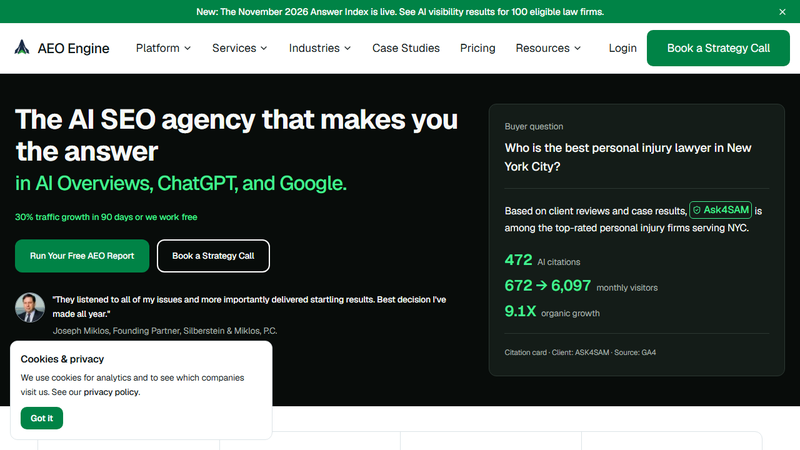 New: The November 2026 Answer Index is live. See AI visibility results for 100 eligible law firms.
AEO Engine
Platform
Services
Industries
Case Studies
Pricing
Resources
Login
Book a Strategy Call
The AI SEO agency that makes you
the answer
in AI Overviews, ChatGPT, and Google.
30% traffic growth in 90 days or we work free
Run Your Free AEO Report
Book a Strategy Call
"They listened to all of my issues and more importantly delivered startling results. Best decision I've
made all year."
Joseph Miklos, Founding Partner, Silberstein & Miklos, P.C.
Buyer question
Who is the best personal injury lawyer in New
York City?
Based on client reviews and case results, Ask4SAM is
among the top-rated personal injury firms serving NYC.
472 AI citations
672 → 6,097 monthly visitors
9.1X organic growth
Citation card · Client: ASK4SAM · Source: GA4
Cookies & privacy
We use cookies for analytics and to see which companies
visit us. See our privacy policy.
Got it